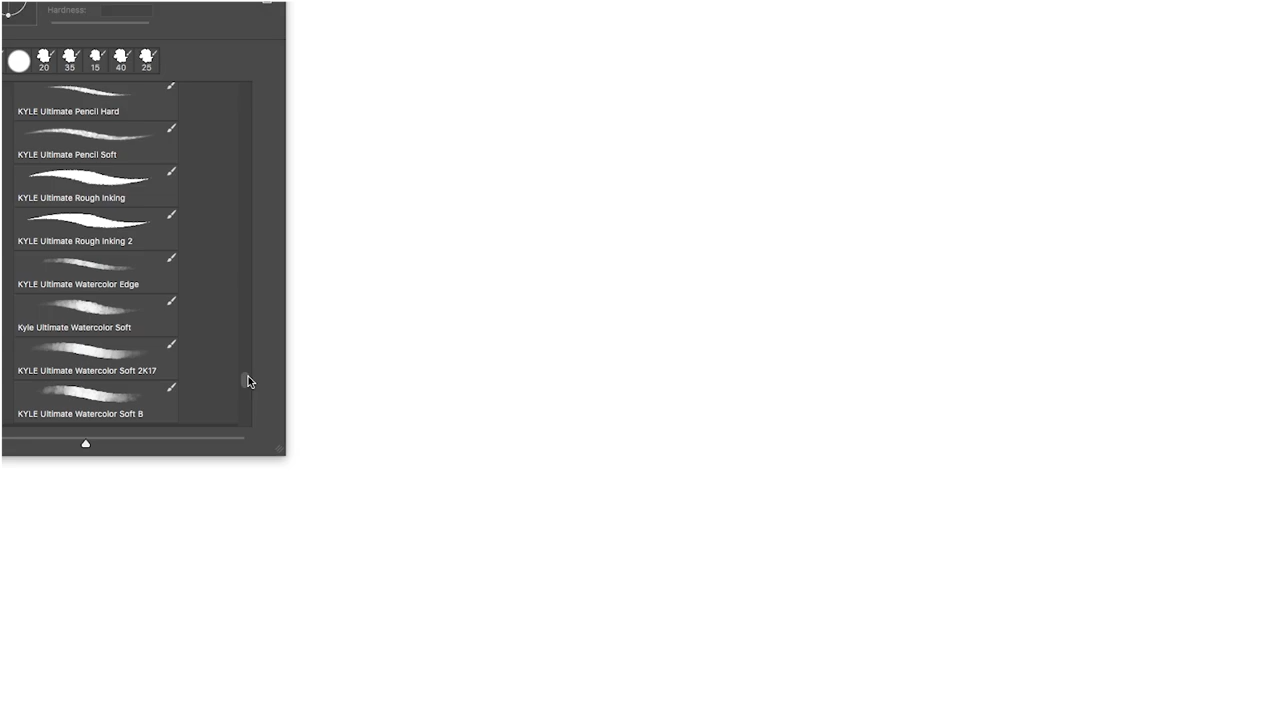 Hardness:
20 35 15 40 25
KYLE Ultimate Pencil Hard
KYLE Ultimate Pencil Soft
KYLE Ultimate Rough Inking
KYLE Ultimate Rough Inking 2
KYLE Ultimate Watercolor Edge
Kyle Ultimate Watercolor Soft
KYLE Ultimate Watercolor Soft 2K17
KYLE Ultimate Watercolor Soft B